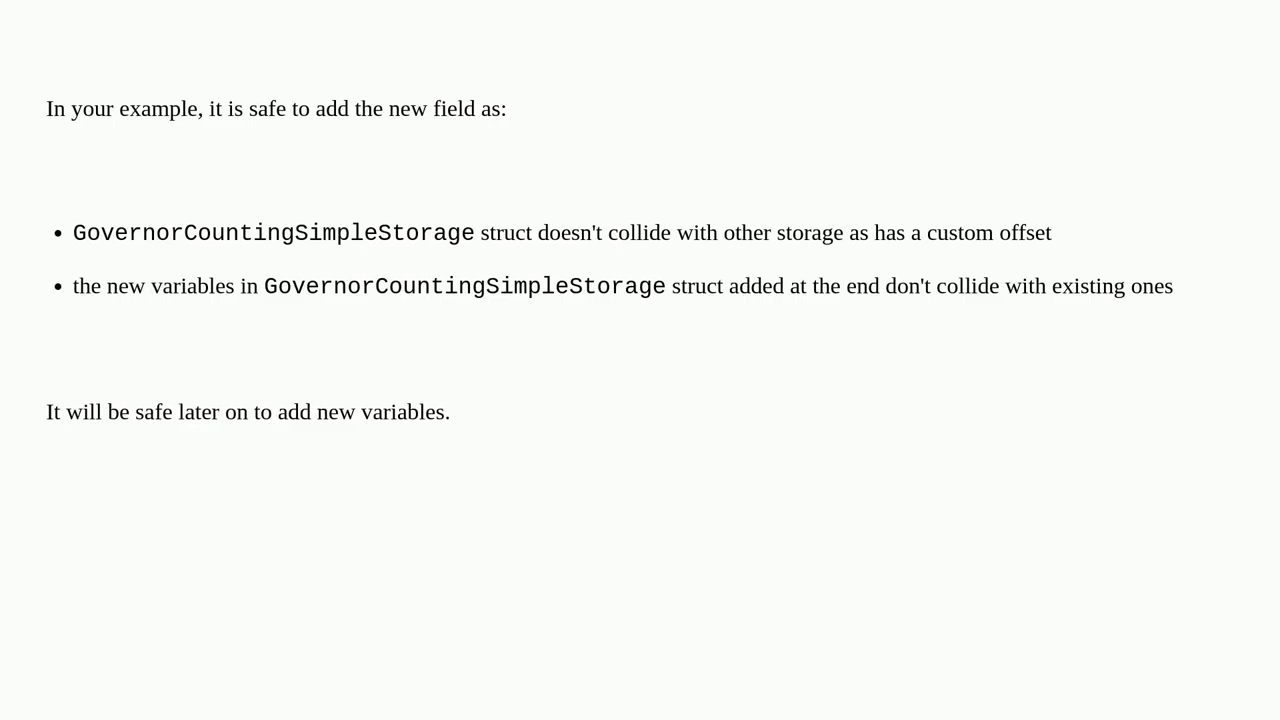 In your example, it is safe to add the new field as:
• GovernorCountingSimpleStorage struct doesn't collide with other storage as has a custom offset
• the new variables in GovernorCountingSimpleStorage struct added at the end don't collide with existing ones
It will be safe later on to add new variables.